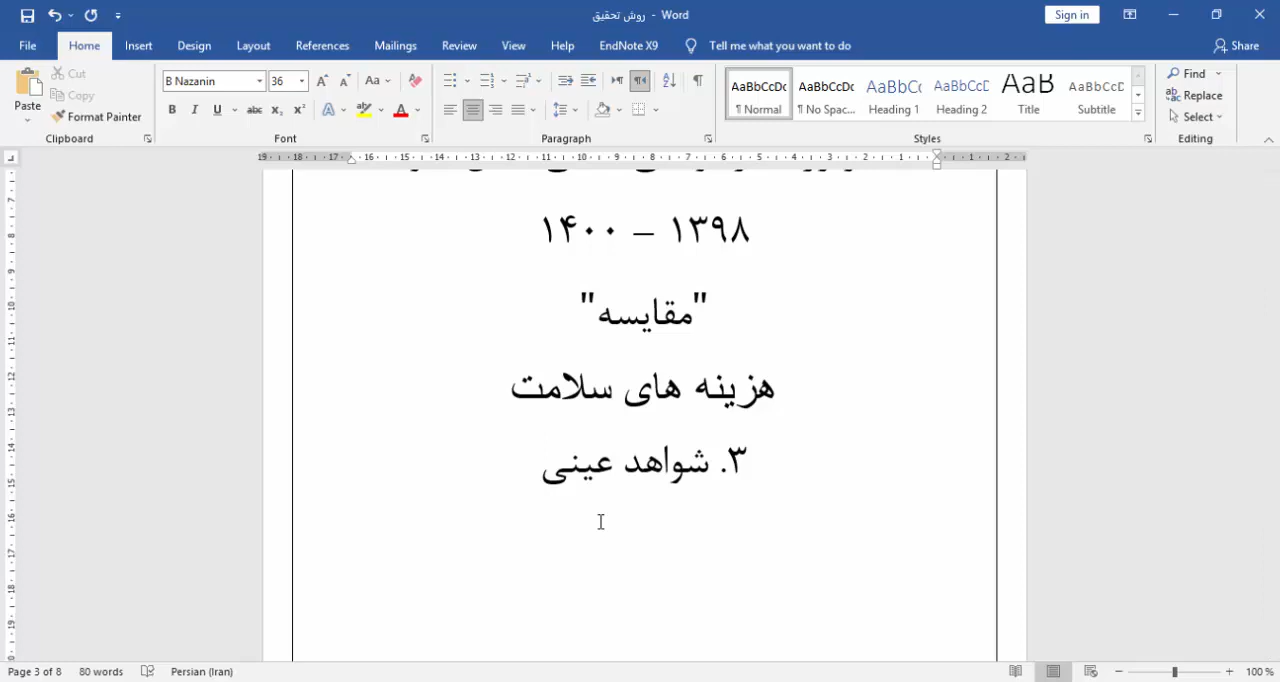 روش تحقیق - Word
Sign in
File Home Insert Design Layout References Mailings Review View Help EndNote X9 Tell me what you want to do Share
Paste
Cut
Copy
Format Painter
Clipboard
B Nazanin 36
Font
Paragraph
AaBbCcDc AaBbCcDc AaBbCc AaBbCcC AaB AaBbCcC
¶ Normal ¶ No Spac... Heading 1 Heading 2 Title Subtitle
Styles
Find
Replace
Select
Editing
۱۳۹۸ – ۱۴۰۰
"مقایسه"
هزینه های سلامت
۳. شواهد عینی
Page 3 of 8 80 words Persian (Iran) 100 %